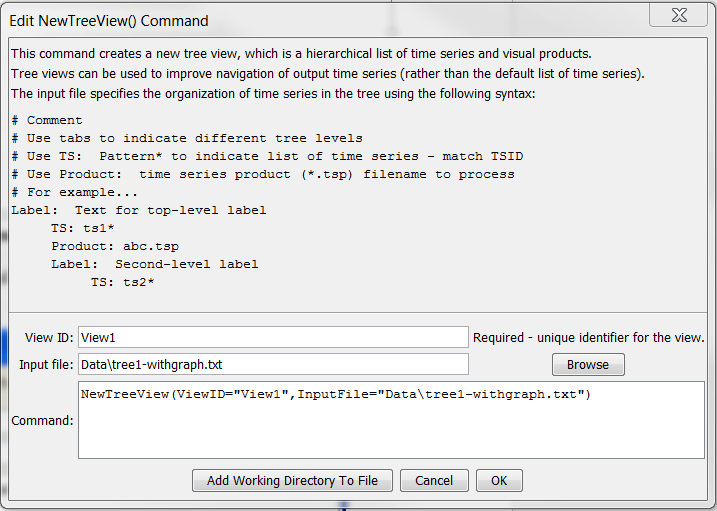 Edit NewTreeView() Command
This command creates a new tree view, which is a hierarchical list of time series and visual products.
Tree views can be used to improve navigation of output time series (rather than the default list of time series).
The input file specifies the organization of time series in the tree using the following syntax:
# Comment
# Use tabs to indicate different tree levels
# Use TS:  Pattern* to indicate list of time series - match TSID
# Use Product:  time series product (*.tsp) filename to process
# For example...
Label:  Text for top-level label
TS: ts1*
Product: abc.tsp
Label:  Second-level label
TS: ts2*
View ID: View1 Required - unique identifier for the view.
Input file: Data\tree1-withgraph.txt Browse
NewTreeView(ViewID="View1",InputFile="Data\tree1-withgraph.txt")
Command:
Add Working Directory To File Cancel OK